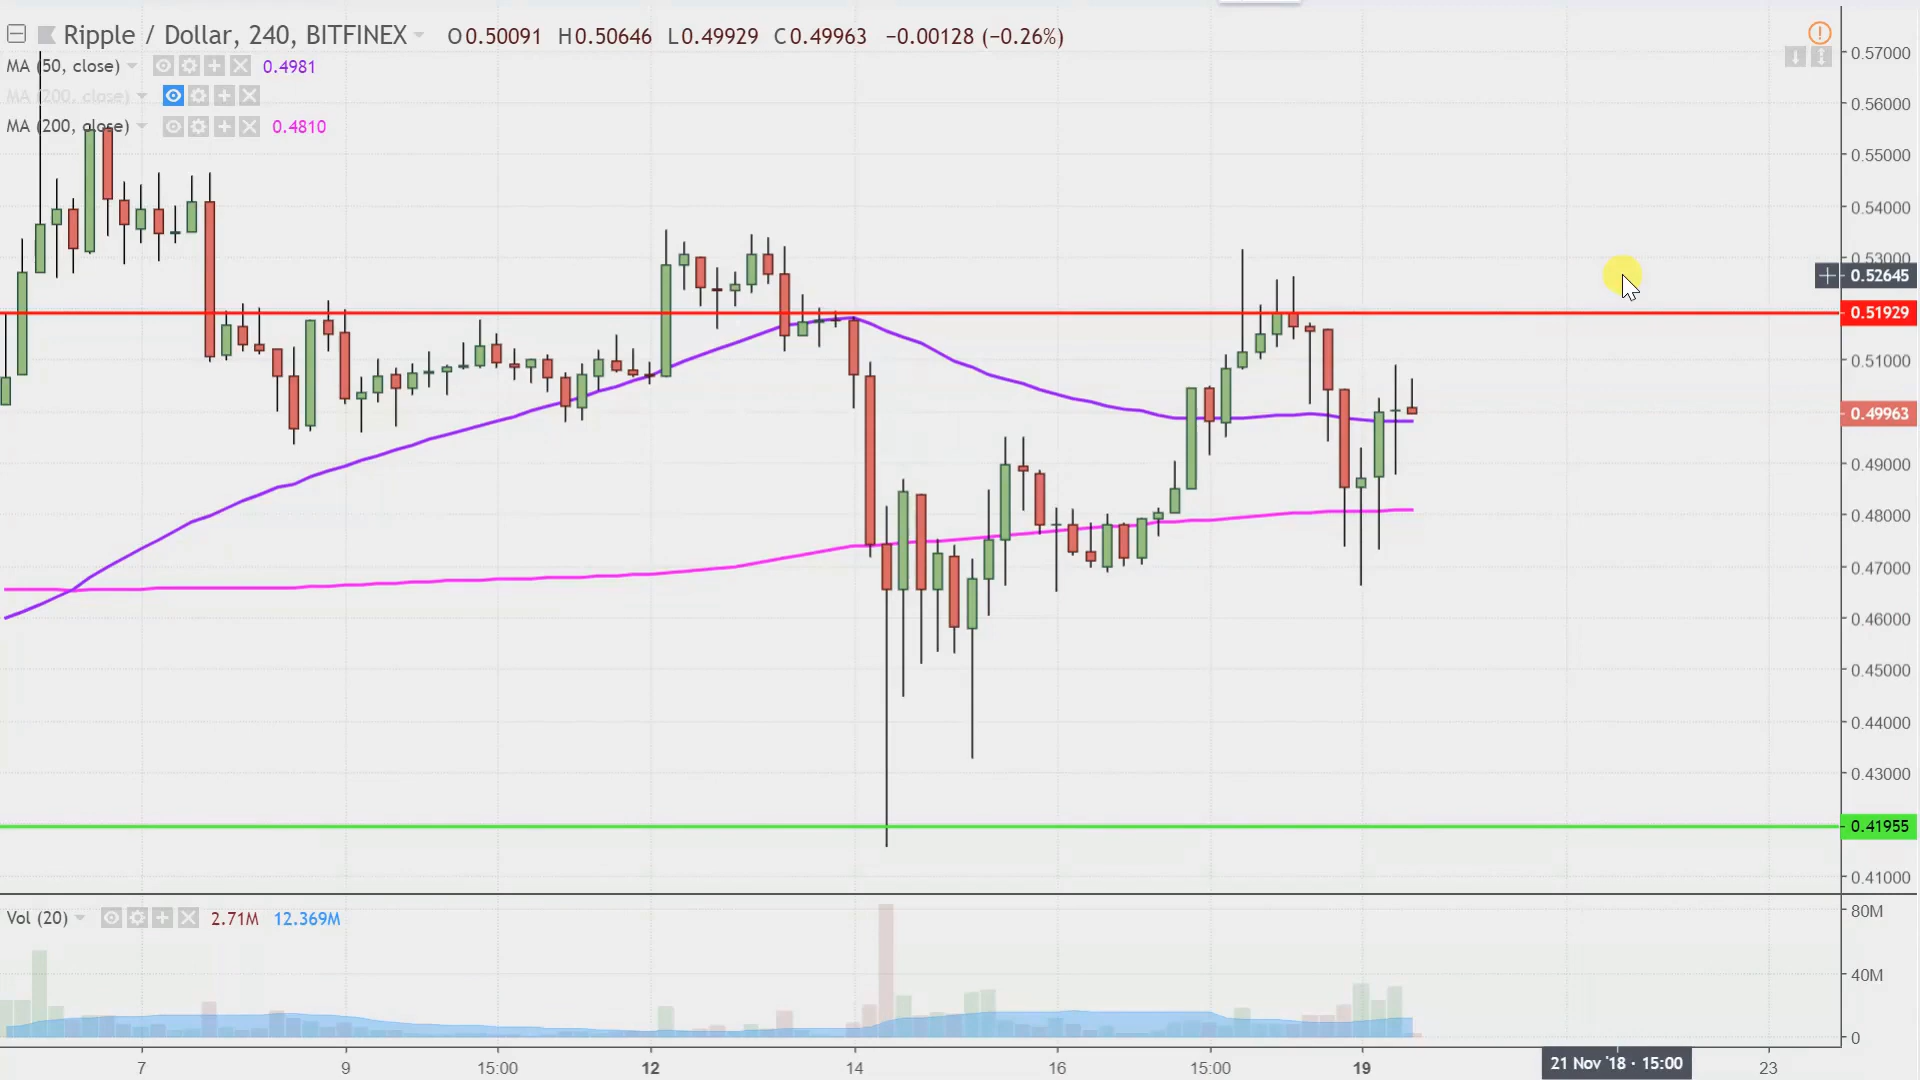 Ripple / Dollar, 240, BITFINEX O0.50091 H0.50646 L0.49929 C0.49963 −0.00128 (−0.26%)
MA (50, close) 0.4981
MA (200, close)
MA (200, close) 0.4810
0.57000
0.56000
0.55000
0.54000
0.53000
0.52645
0.51929
0.51000
0.49963
0.49000
0.48000
0.47000
0.46000
0.45000
0.44000
0.43000
0.41955
0.41000
Vol (20) 2.71M 12.369M
80M
40M
0
7 9 15:00 12 14 16 15:00 19 21 Nov '18 · 15:00 23